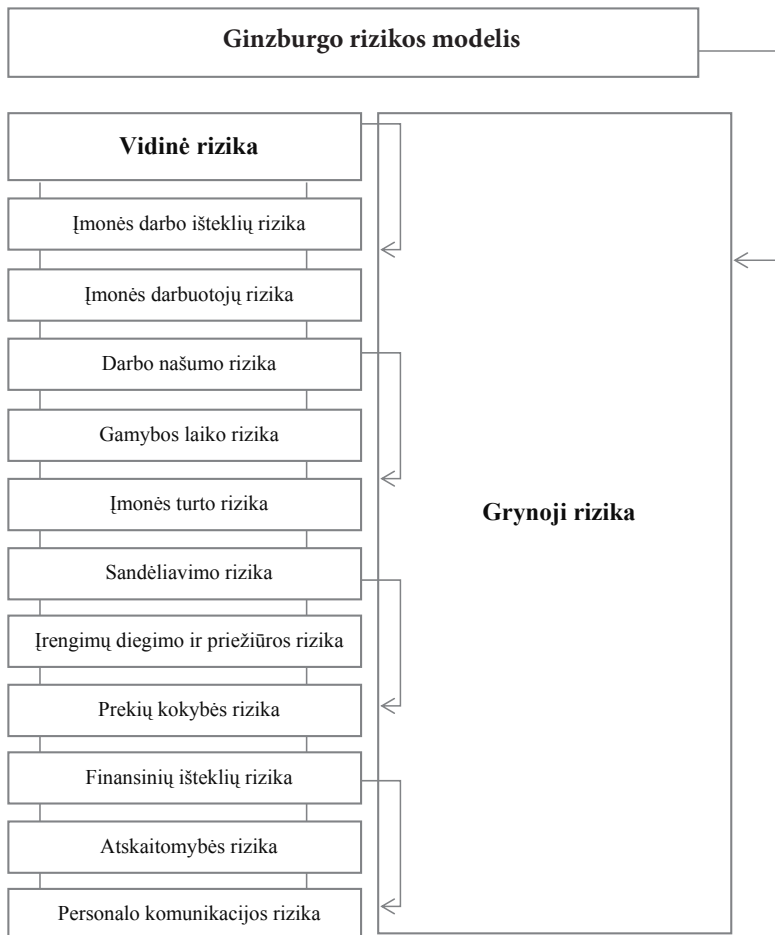 Ginzburgo rizikos modelis
Vidinė rizika
Įmonės darbo išteklių rizika
Įmonės darbuotojų rizika
Darbo našumo rizika
Gamybos laiko rizika
Įmonės turto rizika
Sandėliavimo rizika
Įrengimų diegimo ir priežiūros rizika
Prekių kokybės rizika
Finansinių išteklių rizika
Atskaitomybės rizika
Personalo komunikacijos rizika
Grynoji rizika